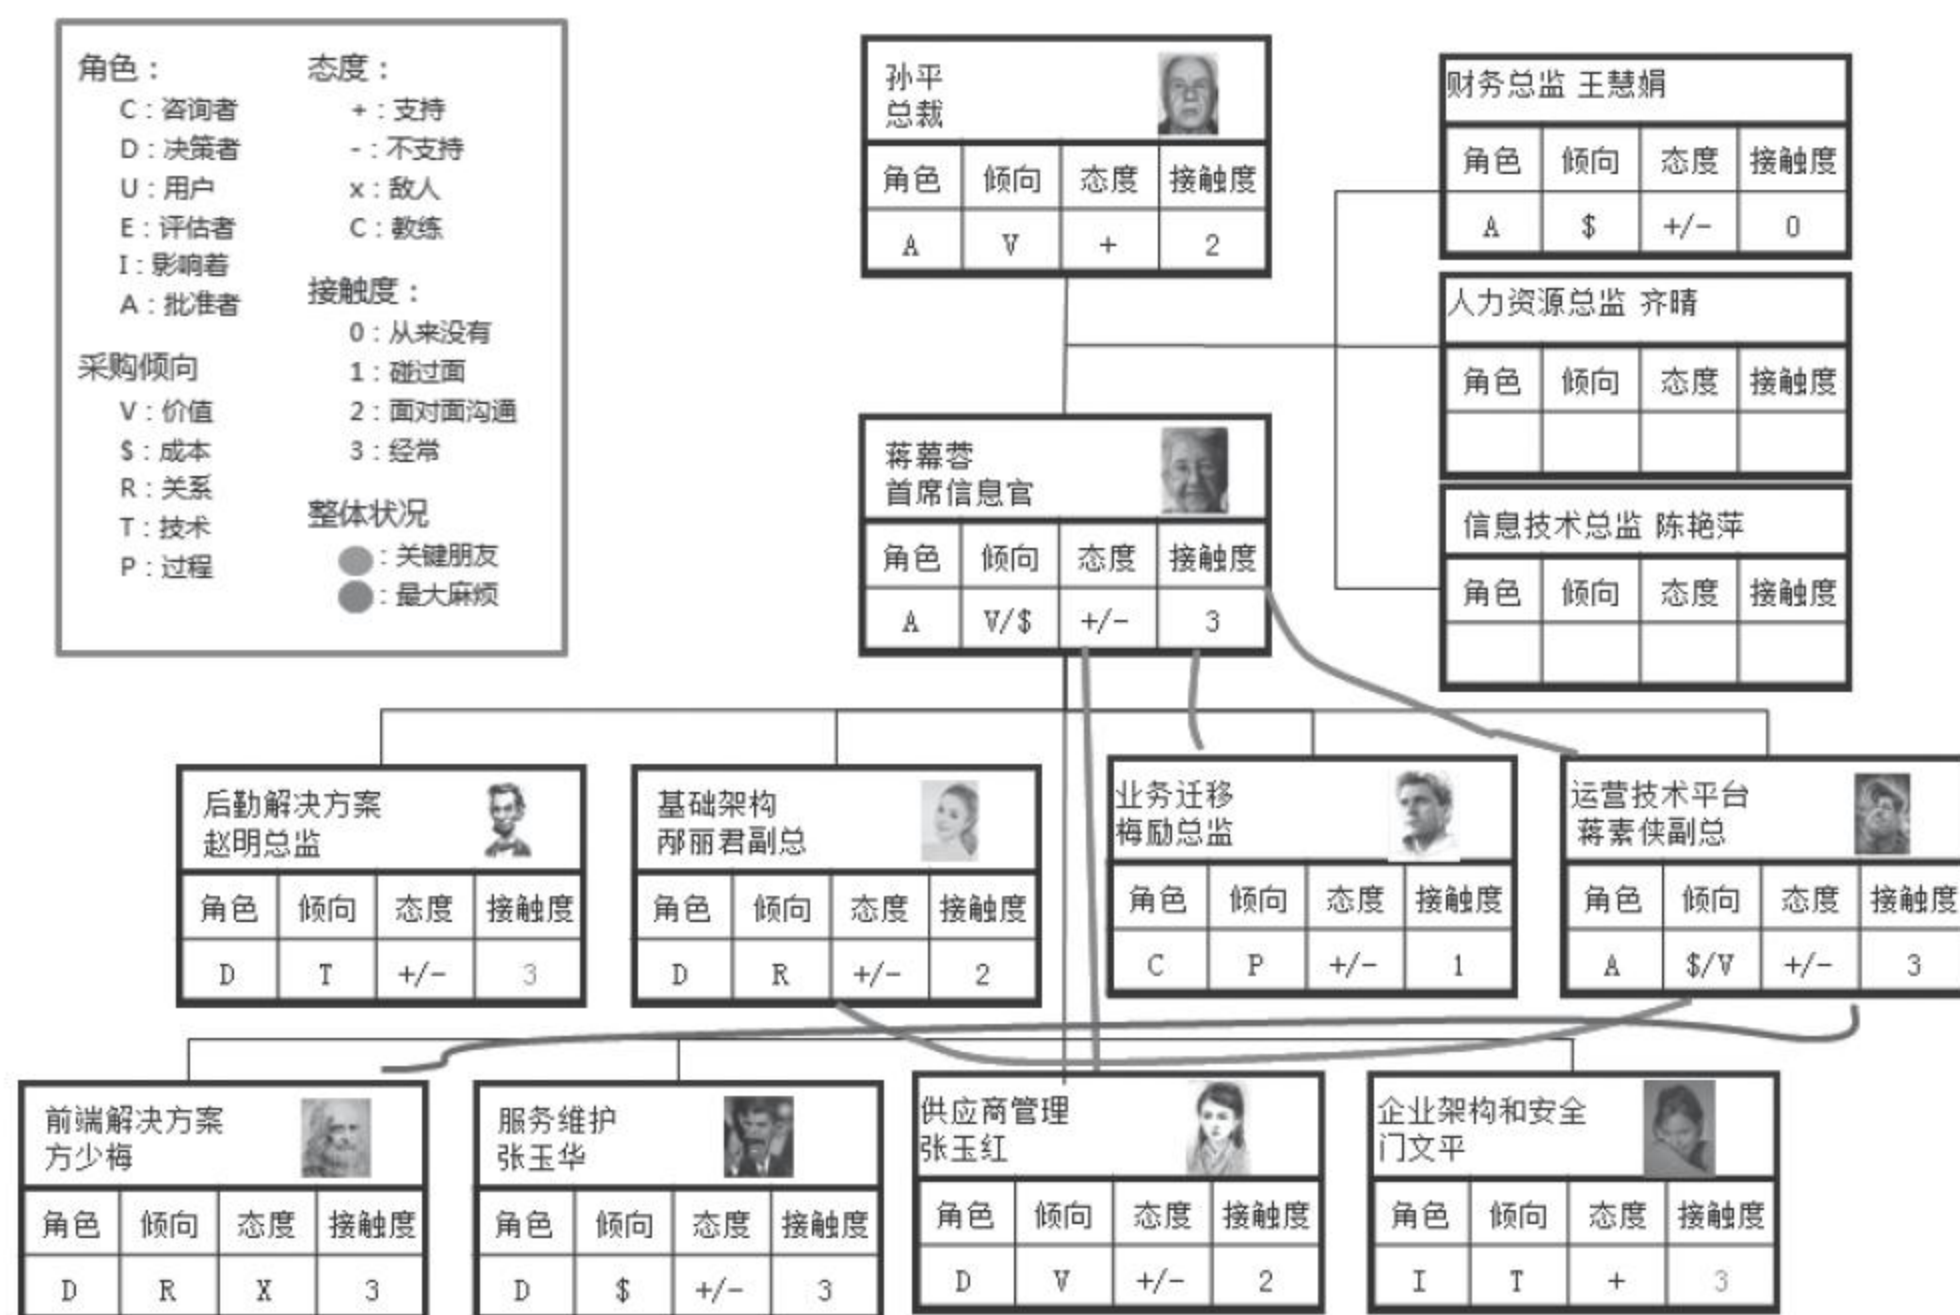 角色：
C：咨询者
D：决策者
U：用户
E：评估者
I：影响着
A：批准者
采购倾向
V：价值
$：成本
R：关系
T：技术
P：过程
态度：
+：支持
-：不支持
x：敌人
C：教练
接触度：
0：从来没有
1：碰过面
2：面对面沟通
3：经常
整体状况
：关键朋友
：最大麻烦
孙平
总裁
角色 倾向 态度 接触度
A V + 2
财务总监 王慧娟
角色 倾向 态度 接触度
A $ +/- 0
人力资源总监 齐晴
角色 倾向 态度 接触度
信息技术总监 陈艳萍
角色 倾向 态度 接触度
蒋幕蓉
首席信息官
角色 倾向 态度 接触度
A V/$ +/- 3
后勤解决方案
赵明总监
角色 倾向 态度 接触度
D T +/- 3
基础架构
邴丽君副总
角色 倾向 态度 接触度
D R +/- 2
业务迁移
梅励总监
角色 倾向 态度 接触度
C P +/- 1
运营技术平台
蒋素侠副总
角色 倾向 态度 接触度
A $/V +/- 3
前端解决方案
方少梅
角色 倾向 态度 接触度
D R X 3
服务维护
张玉华
角色 倾向 态度 接触度
D $ +/- 3
供应商管理
张玉红
角色 倾向 态度 接触度
D V +/- 2
企业架构和安全
门文平
角色 倾向 态度 接触度
I T + 3